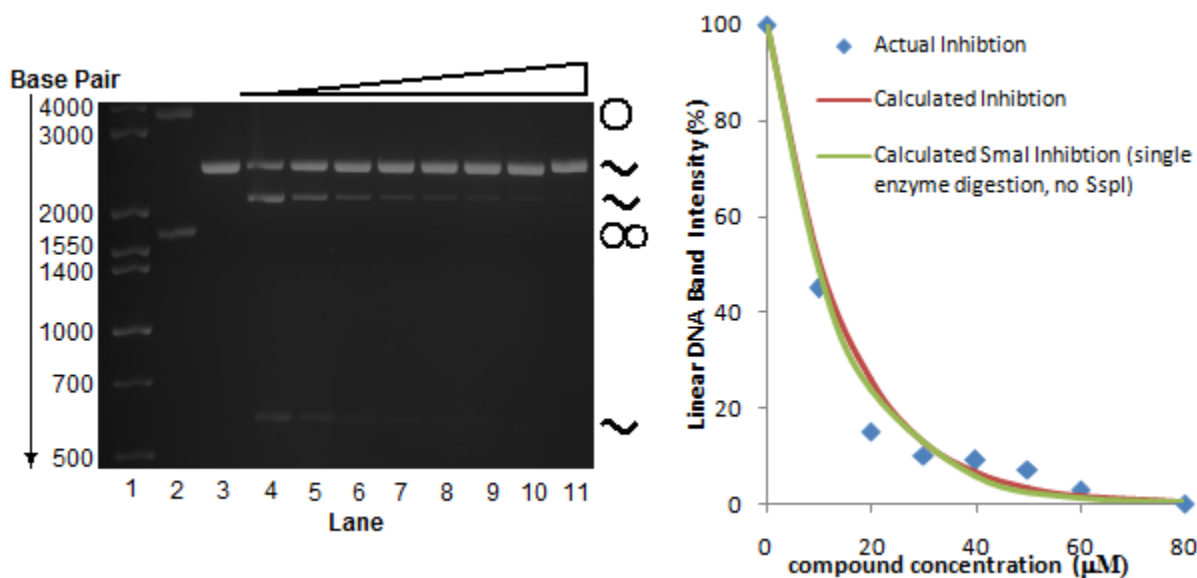 Base Pair
4000
3000
2000
1550
1400
1000
700
500
1 2 3 4 5 6 7 8 9 10 11
Lane
Linear DNA Band Intensity (%)
100
80
60
40
20
0
Actual Inhibtion
Calculated Inhibtion
Calculated SmaI Inhibtion (single
enzyme digestion, no SspI)
0 20 40 60 80
compound concentration (µM)